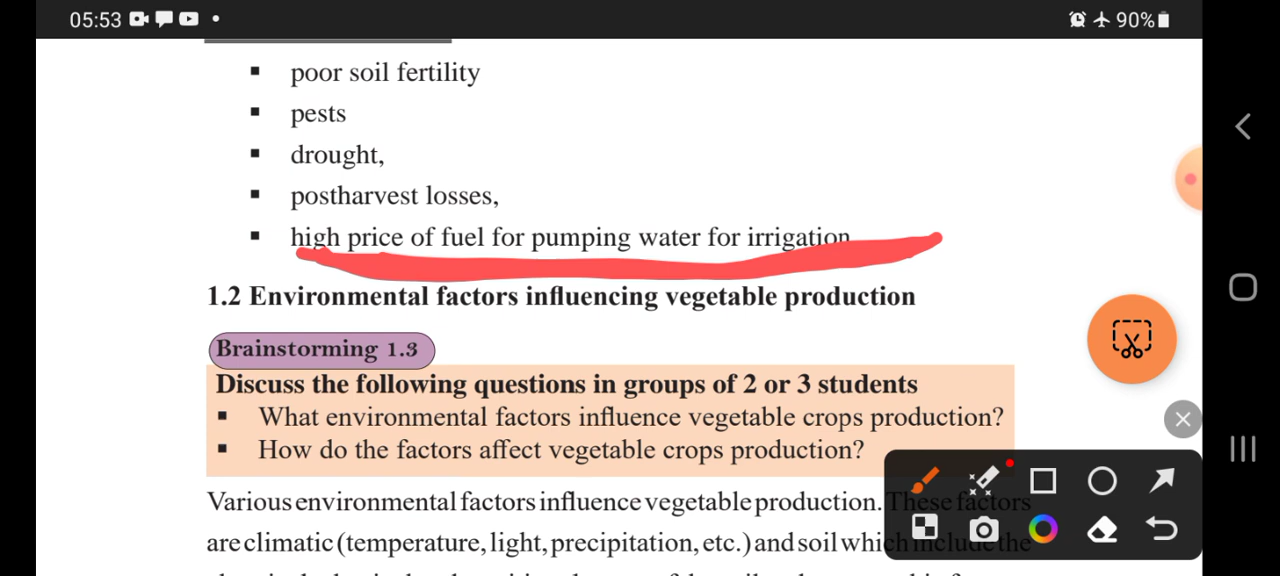 05:53
90%
▪ poor soil fertility
▪ pests
▪ drought,
▪ postharvest losses,
▪ high price of fuel for pumping water for irrigation
1.2 Environmental factors influencing vegetable production
Brainstorming 1.3
Discuss the following questions in groups of 2 or 3 students
▪ What environmental factors influence vegetable crops production?
▪ How do the factors affect vegetable crops production?
Various environmental factors influence vegetable production. These factors
are climatic (temperature, light, precipitation, etc.) and soil which include the